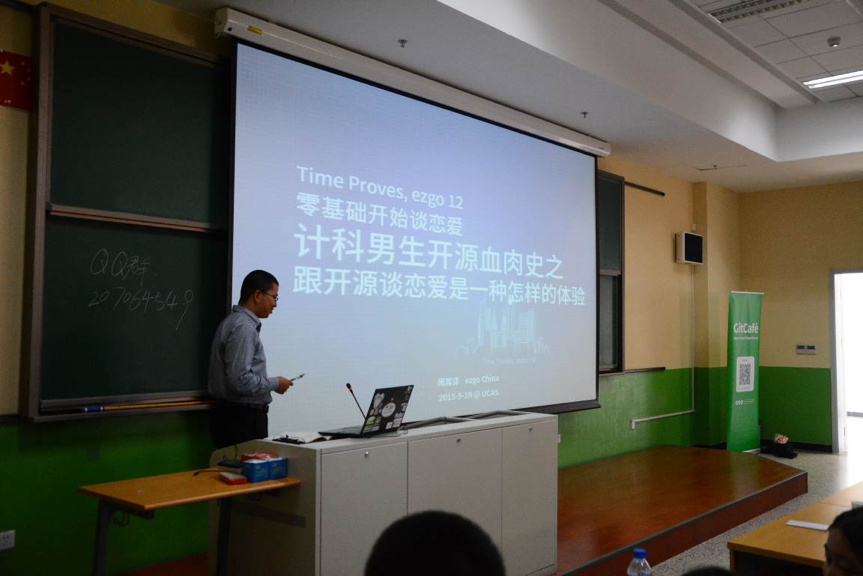 QQ群
207064549
Time Proves, ezgo 12
零基础开始谈恋爱
计科男生开源血肉史之
跟开源谈恋爱是一种怎样的体验
ezgo China
2015-9-19 @ UCAS
GitCafé